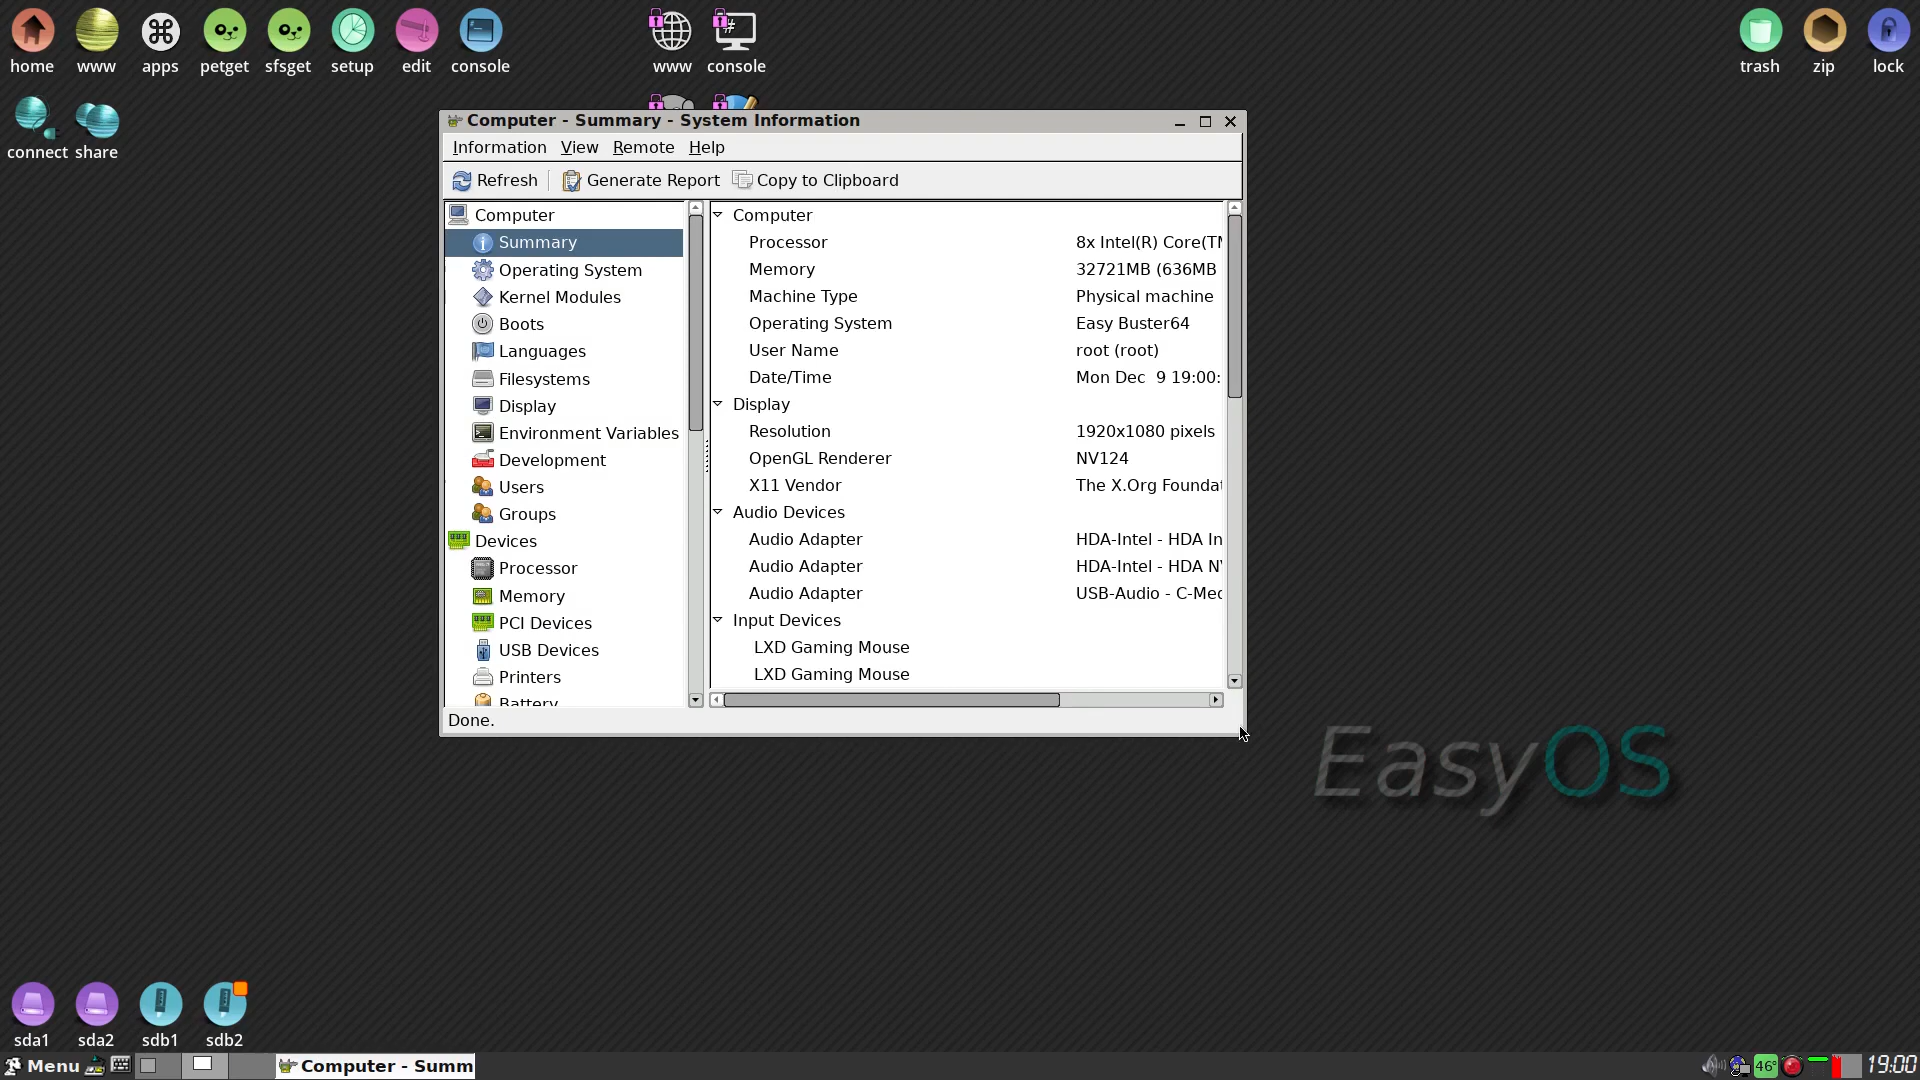 home www apps petget sfsget setup edit console www console trash zip lock
connect share
Computer - Summary - System Information
Information View Remote Help
Refresh Generate Report Copy to Clipboard
Computer
Summary
Operating System
Kernel Modules
Boots
Languages
Filesystems
Display
Environment Variables
Development
Users
Groups
Devices
Processor
Memory
PCI Devices
USB Devices
Printers
Battery
Computer
Processor 8x Intel(R) Core(TM
Memory 32721MB (636MB
Machine Type Physical machine
Operating System Easy Buster64
User Name root (root)
Date/Time Mon Dec 9 19:00:
Display
Resolution 1920x1080 pixels
OpenGL Renderer NV124
X11 Vendor The X.Org Foundat
Audio Devices
Audio Adapter HDA-Intel - HDA In
Audio Adapter HDA-Intel - HDA NV
Audio Adapter USB-Audio - C-Med
Input Devices
LXD Gaming Mouse
LXD Gaming Mouse
Done.
EasyOS
sda1 sda2 sdb1 sdb2
Menu Computer - Summ 46° 19:00